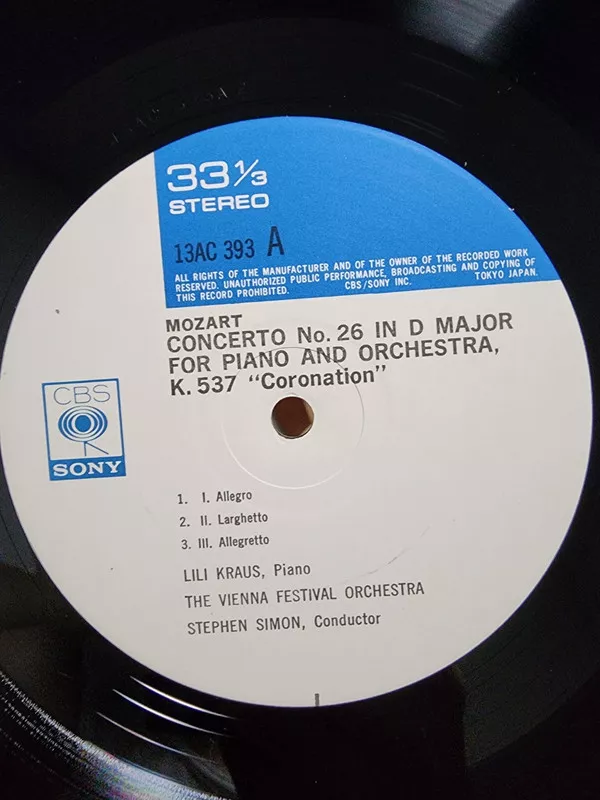 33 1/3
STEREO
13AC 393 A
ALL RIGHTS OF THE MANUFACTURER AND OF THE OWNER OF THE RECORDED WORK
RESERVED. UNAUTHORIZED PUBLIC PERFORMANCE, BROADCASTING AND COPYING OF
THIS RECORD PROHIBITED. CBS/SONY INC. TOKYO JAPAN.
MOZART
CONCERTO No. 26 IN D MAJOR
FOR PIANO AND ORCHESTRA,
K. 537 “Coronation”
CBS
SONY
1. I. Allegro
2. II. Larghetto
3. III. Allegretto
LILI KRAUS, Piano
THE VIENNA FESTIVAL ORCHESTRA
STEPHEN SIMON, Conductor